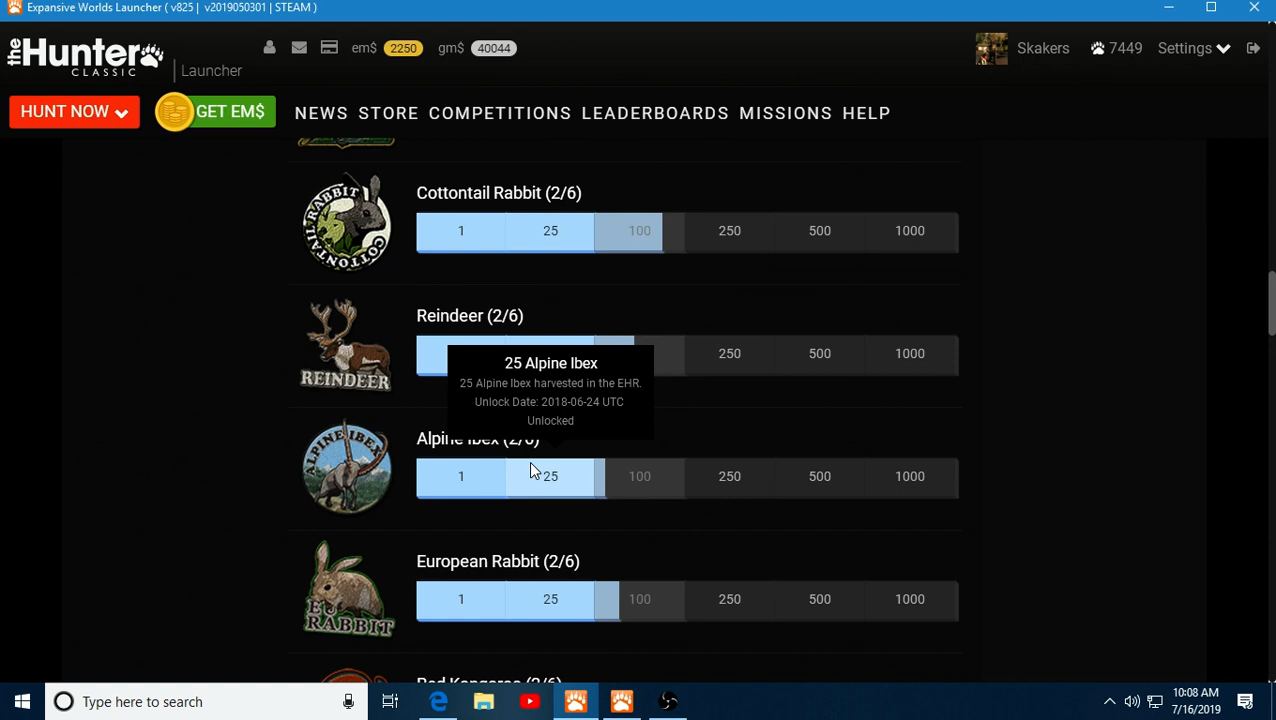 Expansive Worlds Launcher ( v825 | v2019050301 | STEAM )
theHunter CLASSIC Launcher em$ 2250 gm$ 40044 Skakers 7449 Settings
HUNT NOW GET EM$ NEWS STORE COMPETITIONS LEADERBOARDS MISSIONS HELP
Cottontail Rabbit (2/6)
COTTONTAIL RABBIT
1 25 100 250 500 1000
Reindeer (2/6)
REINDEER
250 500 1000
25 Alpine Ibex
25 Alpine Ibex harvested in the EHR.
Unlock Date: 2018-06-24 UTC
Unlocked
Alpine Ibex (2/6)
ALPINE IBEX
1 25 100 250 500 1000
European Rabbit (2/6)
EU RABBIT
1 25 100 250 500 1000
Red Kangaroo
Type here to search
10:08 AM
7/16/2019